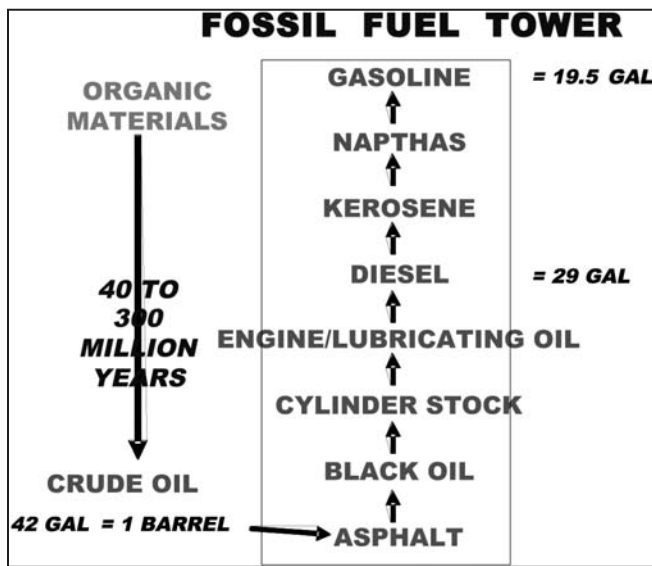 FOSSIL FUEL TOWER
ORGANIC
MATERIALS
40 TO
300
MILLION
YEARS
CRUDE OIL
42 GAL = 1 BARREL
GASOLINE
= 19.5 GAL
NAPTHAS
KEROSENE
DIESEL
= 29 GAL
ENGINE/LUBRICATING OIL
CYLINDER STOCK
BLACK OIL
ASPHALT